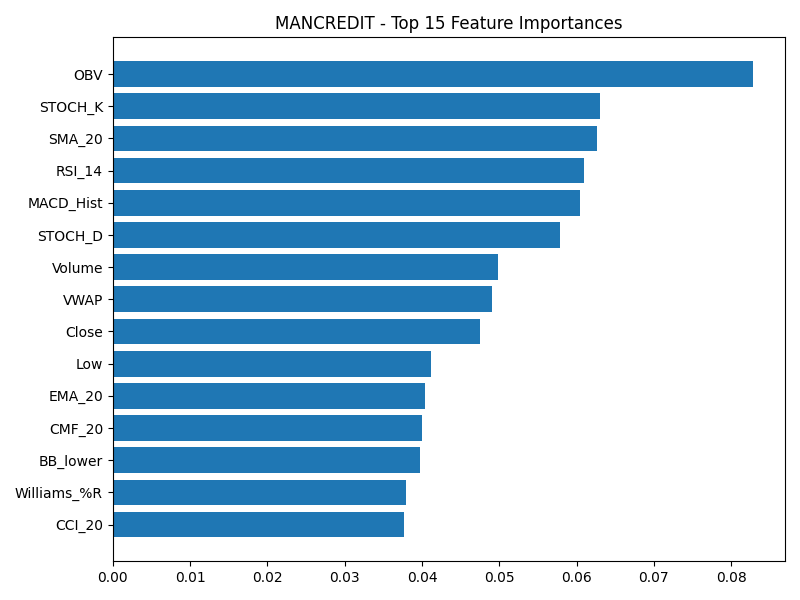 MANCREDIT - Top 15 Feature Importances
OBV
STOCH_K
SMA_20
RSI_14
MACD_Hist
STOCH_D
Volume
VWAP
Close
Low
EMA_20
CMF_20
BB_lower
Williams_%R
CCI_20
0.00 0.01 0.02 0.03 0.04 0.05 0.06 0.07 0.08